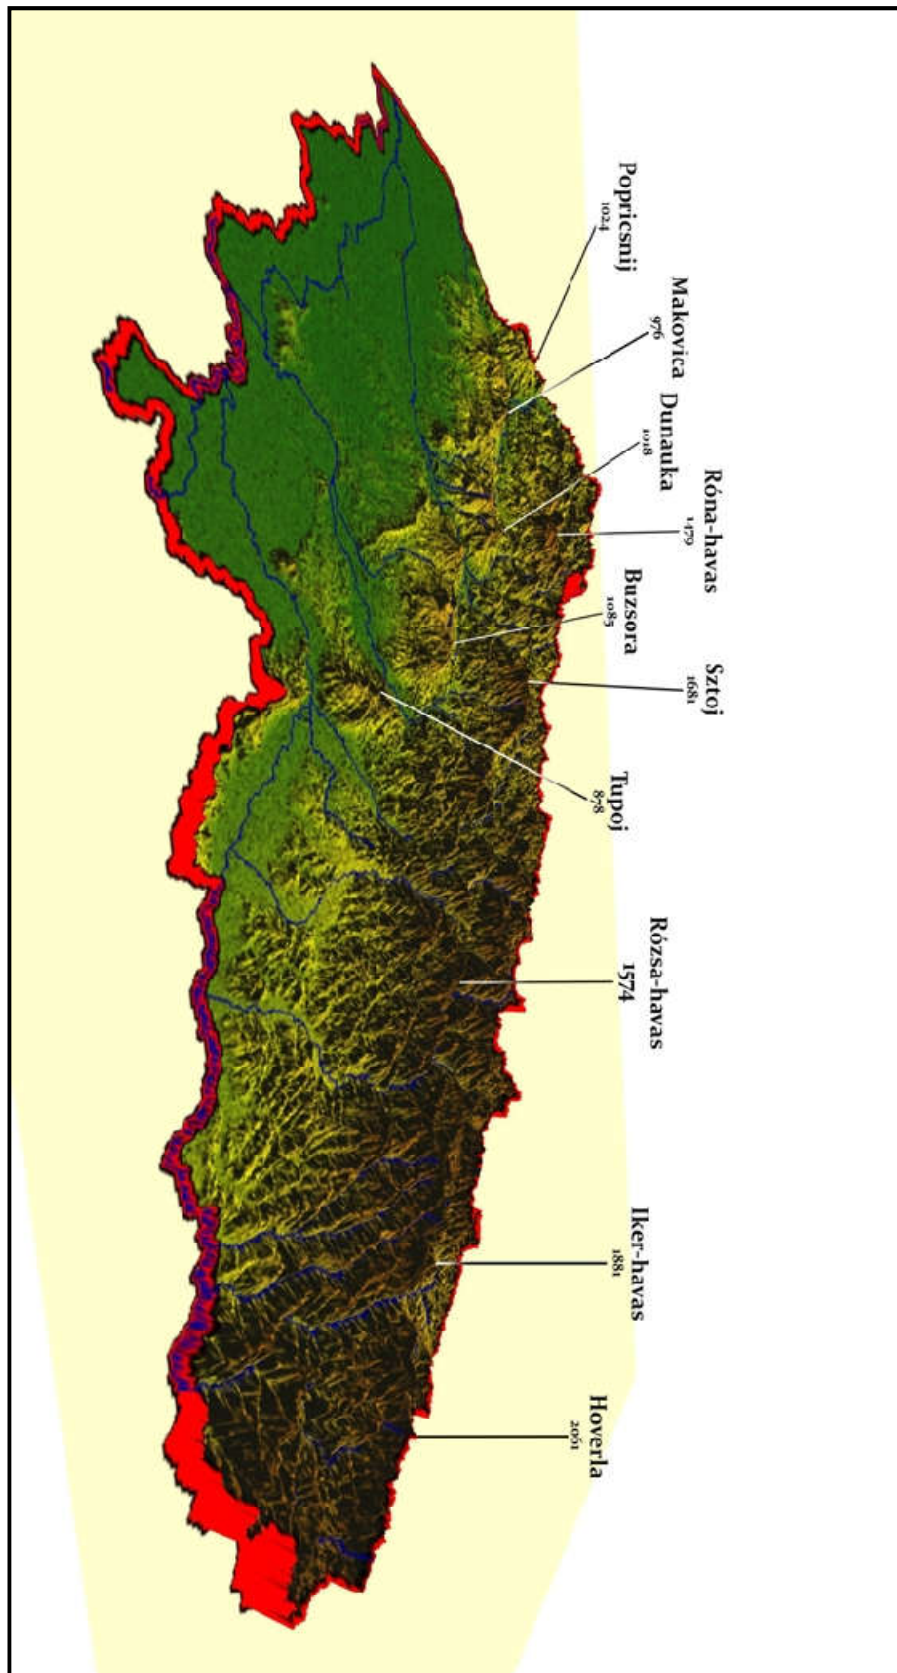 Popricsnij
1024
Makovica
976
Dunauka
1018
Róna-havas
1479
Buzsora
1085
Sztoj
1681
Tupoj
878
Rózsa-havas
1574
Iker-havas
1881
Hoverla
2061